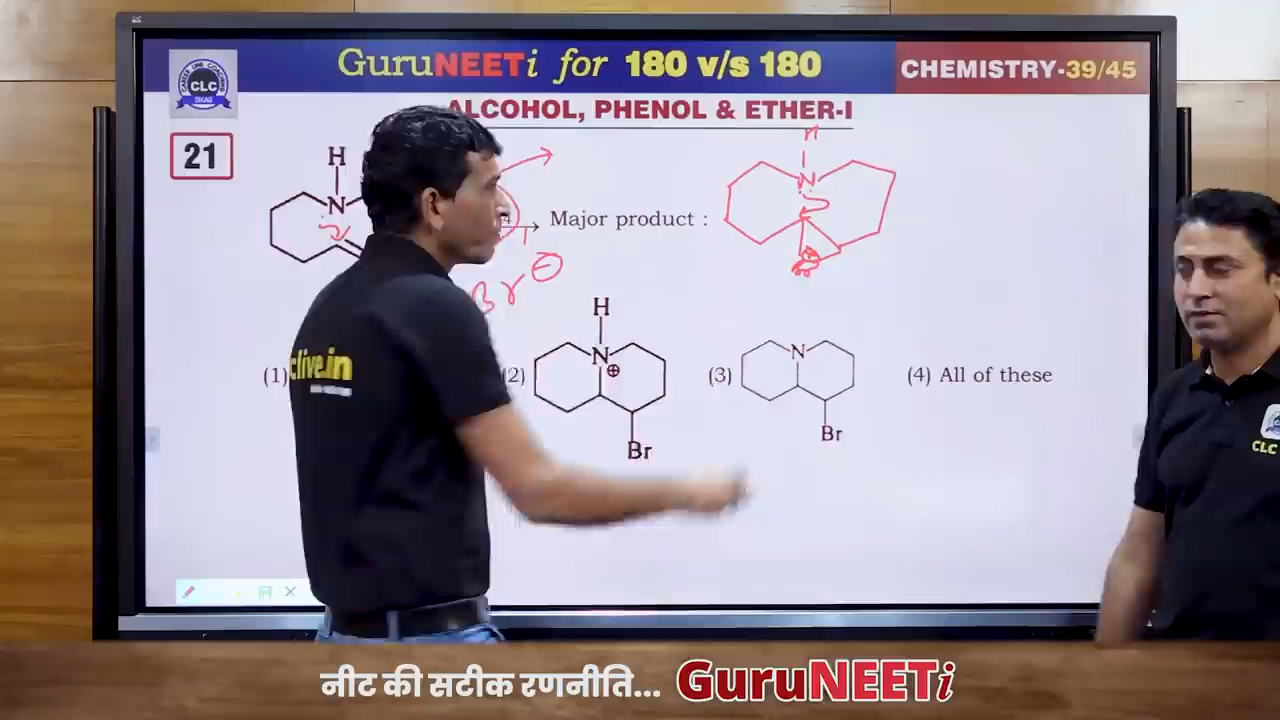 GuruNEETi for 180 v/s 180
CHEMISTRY-39/45
CLC
SIKAR
ALCOHOL, PHENOL & ETHER-I
21
H
N
Major product :
H
N
Br ⊖
(1)
(2)
H
N
⊕
Br
(3)
N
Br
(4) All of these
clive.in
CLC
नीट की सटीक रणनीति... GuruNEETi